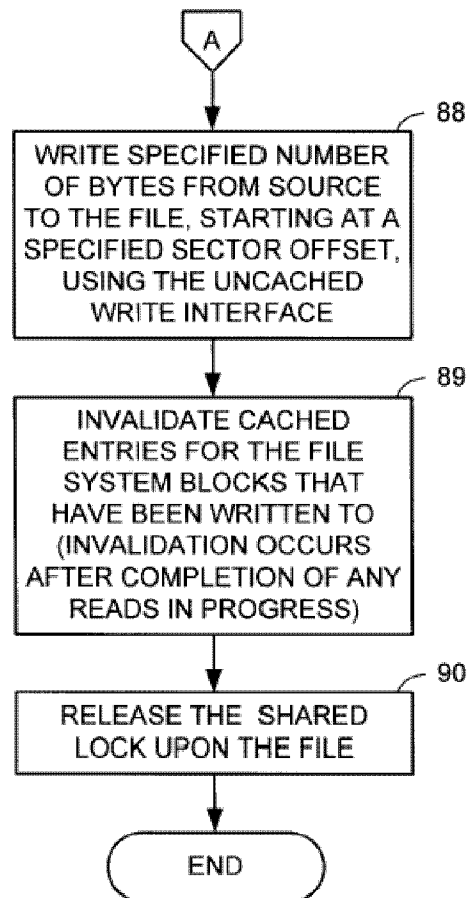 A
88
WRITE SPECIFIED NUMBER
OF BYTES FROM SOURCE
TO THE FILE, STARTING AT A
SPECIFIED SECTOR OFFSET,
USING THE UNCACHED
WRITE INTERFACE
89
INVALIDATE CACHED
ENTRIES FOR THE FILE
SYSTEM BLOCKS THAT
HAVE BEEN WRITTEN TO
(INVALIDATION OCCURS
AFTER COMPLETION OF ANY
READS IN PROGRESS)
90
RELEASE THE SHARED
LOCK UPON THE FILE
END